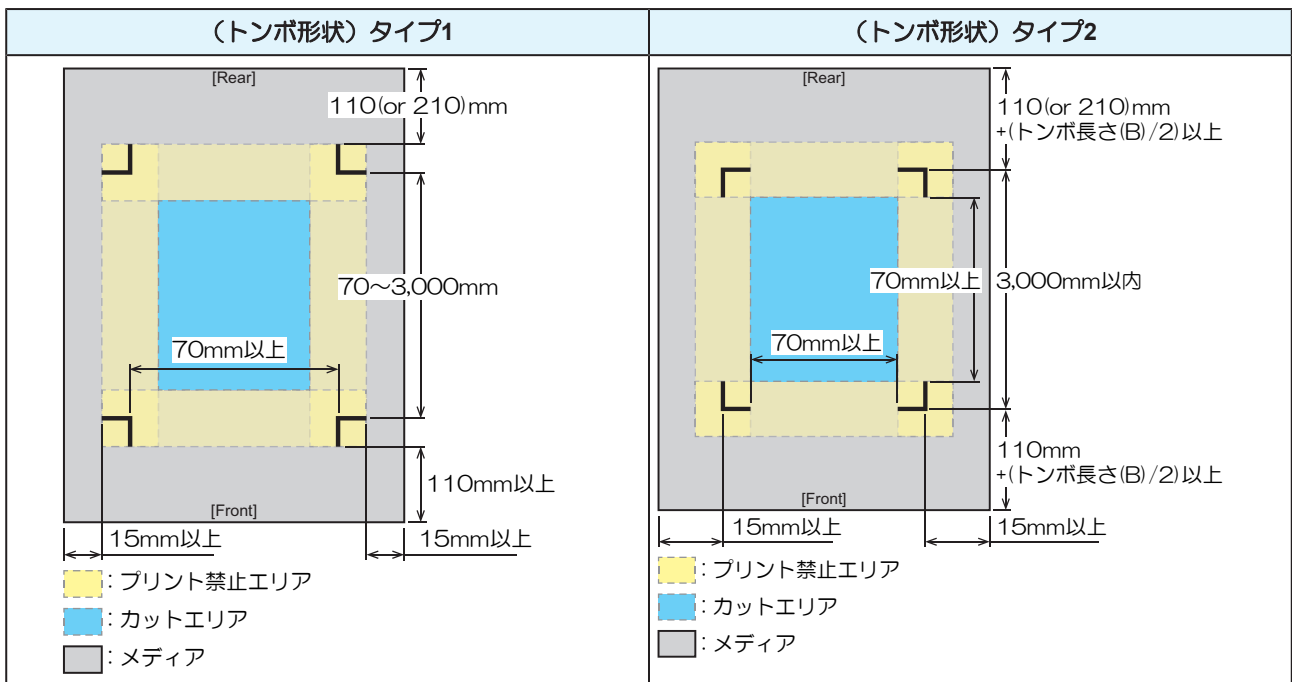 （トンボ形状）タイプ1
[Rear]
110(or 210)mm
70〜3,000mm
70mm以上
110mm以上
[Front]
15mm以上
15mm以上
：プリント禁止エリア
：カットエリア
：メディア
（トンボ形状）タイプ2
[Rear]
110(or 210)mm
+(トンボ長さ(B)/2)以上
70mm以上
3,000mm以内
70mm以上
110mm
+(トンボ長さ(B)/2)以上
[Front]
15mm以上
15mm以上
：プリント禁止エリア
：カットエリア
：メディア